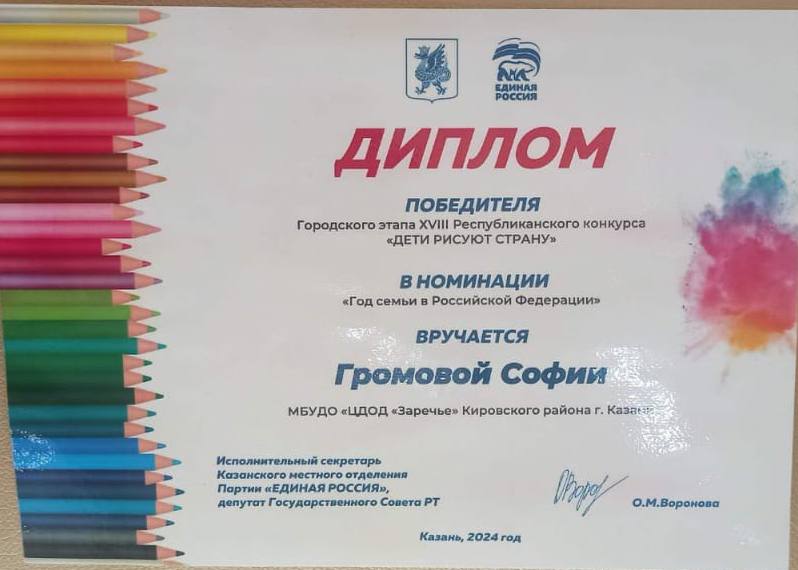 ЕДИНАЯ
РОССИЯ
ДИПЛОМ
ПОБЕДИТЕЛЯ
Городского этапа XVIII Республиканского конкурса
«ДЕТИ РИСУЮТ СТРАНУ»
В НОМИНАЦИИ
«Год семьи в Российской Федерации»
ВРУЧАЕТСЯ
Громовой Софии
МБУДО «ЦДОД «Заречье» Кировского района г. Казани
Исполнительный секретарь
Казанского местного отделения
Партии «ЕДИНАЯ РОССИЯ»,
депутат Государственного Совета РТ
О.М.Воронова
Казань, 2024 год